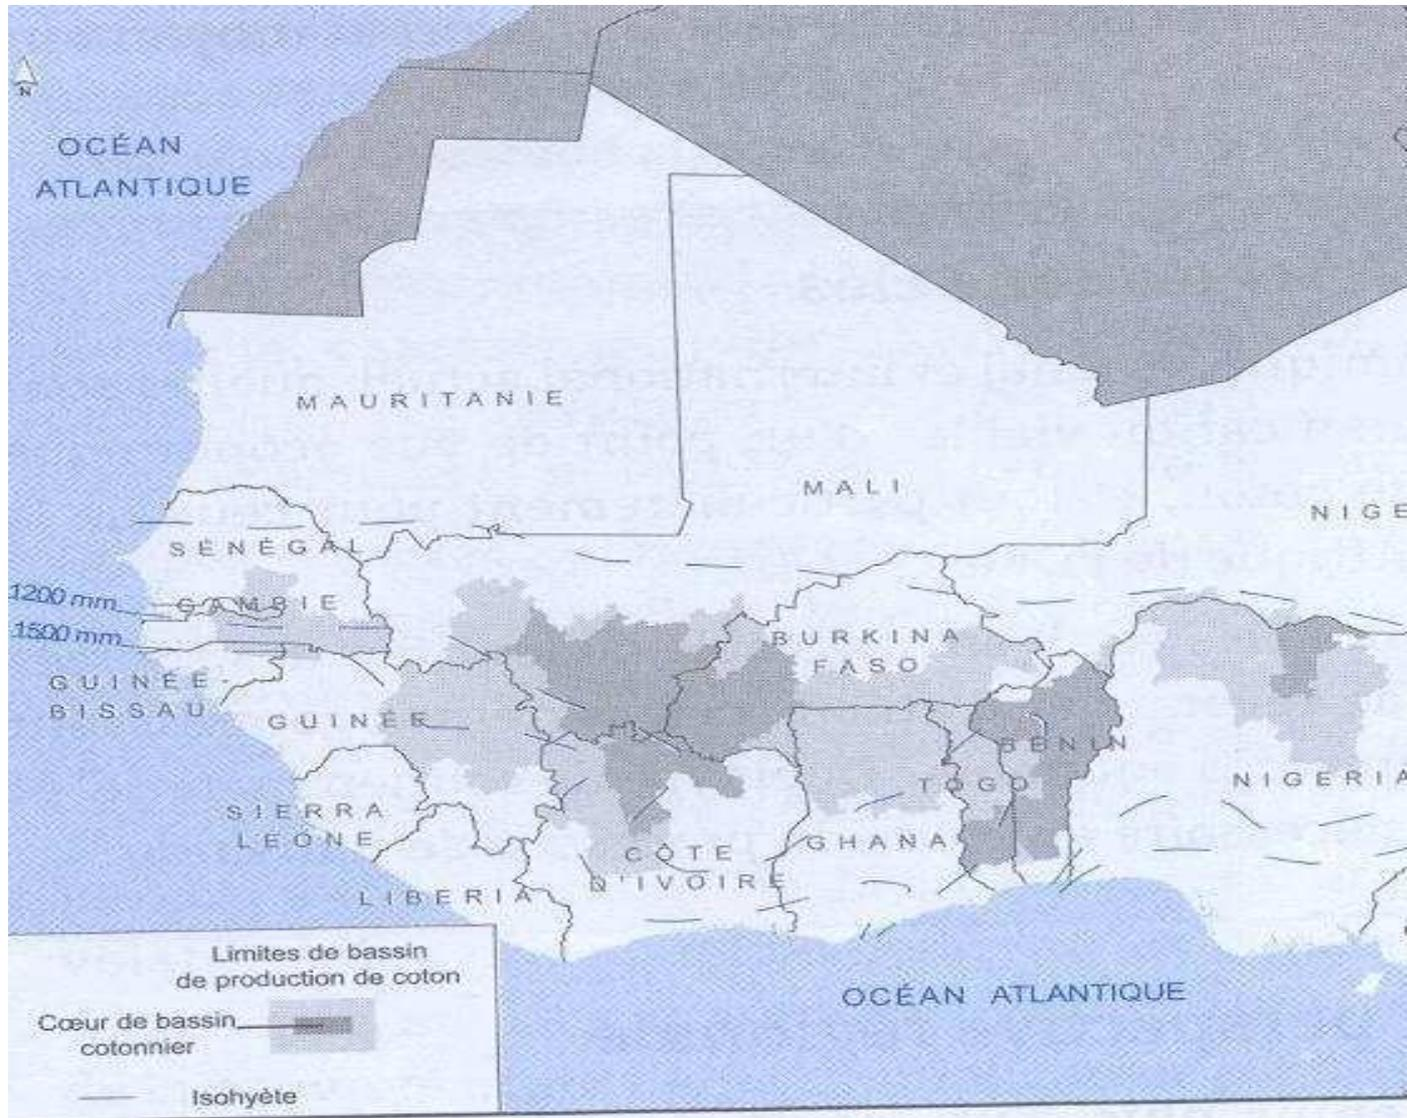 N
OCÉAN
ATLANTIQUE
MAURITANIE
MALI
NIGE
SÉNÉGAL
1200 mm
GAMBIE
1500 mm
BURKINA
FASO
GUINÉE-
BISSAU
GUINÉE
BÉNIN
TOGO
NIGERIA
SIERRA
LEONE
GHANA
CÔTE
D'IVOIRE
LIBERIA
Limites de bassin
de production de coton
Cœur de bassin
cotonnier
Isohyète
OCÉAN ATLANTIQUE